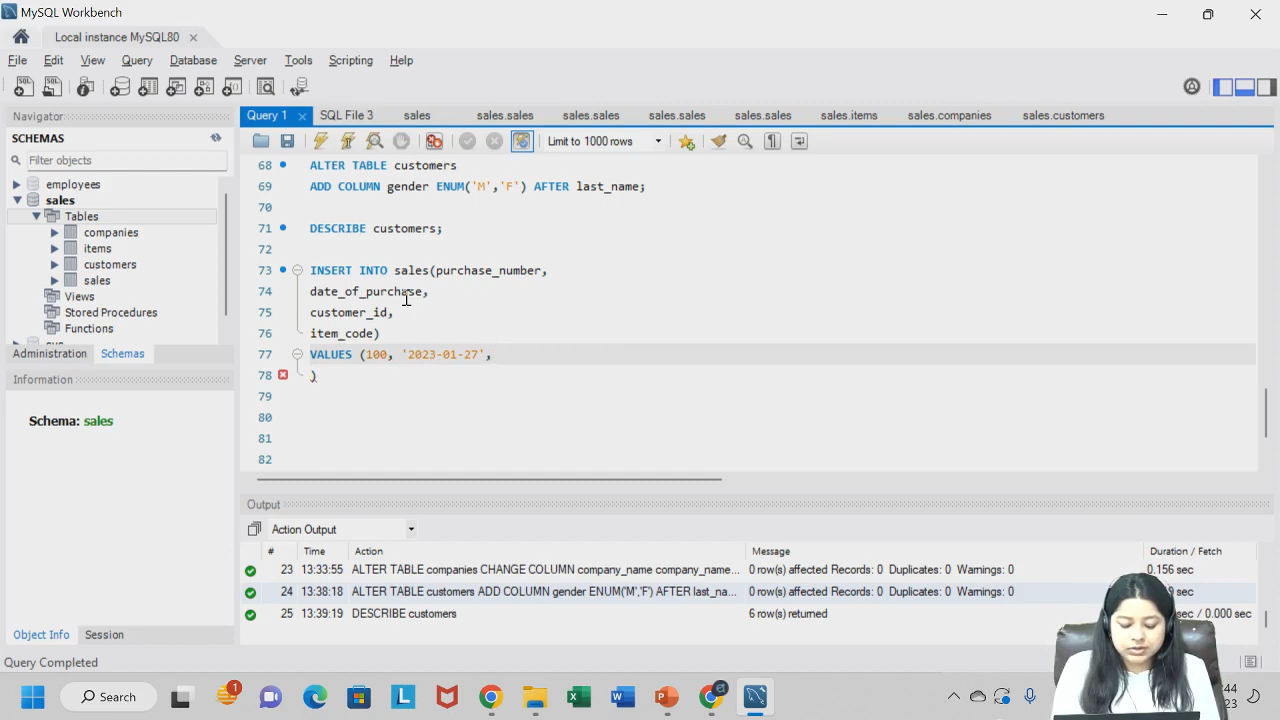 MySQL Workbench
Local instance MySQL80
File Edit View Query Database Server Tools Scripting Help
Navigator
SCHEMAS
Filter objects
employees
sales
Tables
companies
items
customers
sales
Views
Stored Procedures
Functions
Administration Schemas
Information
Schema: sales
Object Info Session
Query Completed
Query 1 SQL File 3 sales sales.sales sales.sales sales.sales sales.sales sales.items sales.companies sales.customers
Limit to 1000 rows
68 ALTER TABLE customers
69 ADD COLUMN gender ENUM('M','F') AFTER last_name;
70
71 DESCRIBE customers;
72
73 INSERT INTO sales(purchase_number,
74 date_of_purchase,
75 customer_id,
76 item_code)
77 VALUES (100, '2023-01-27',
78 )
79
80
81
82
Output
Action Output
# Time Action Message Duration / Fetch
23 13:33:55 ALTER TABLE companies CHANGE COLUMN company_name company_name... 0 row(s) affected Records: 0 Duplicates: 0 Warnings: 0 0.156 sec
24 13:38:18 ALTER TABLE customers ADD COLUMN gender ENUM('M','F') AFTER last_na... 0 row(s) affected Records: 0 Duplicates: 0 Warnings: 0 sec
25 13:39:19 DESCRIBE customers 6 row(s) returned sec / 0.000 sec
Search
1
L
a
:44
23